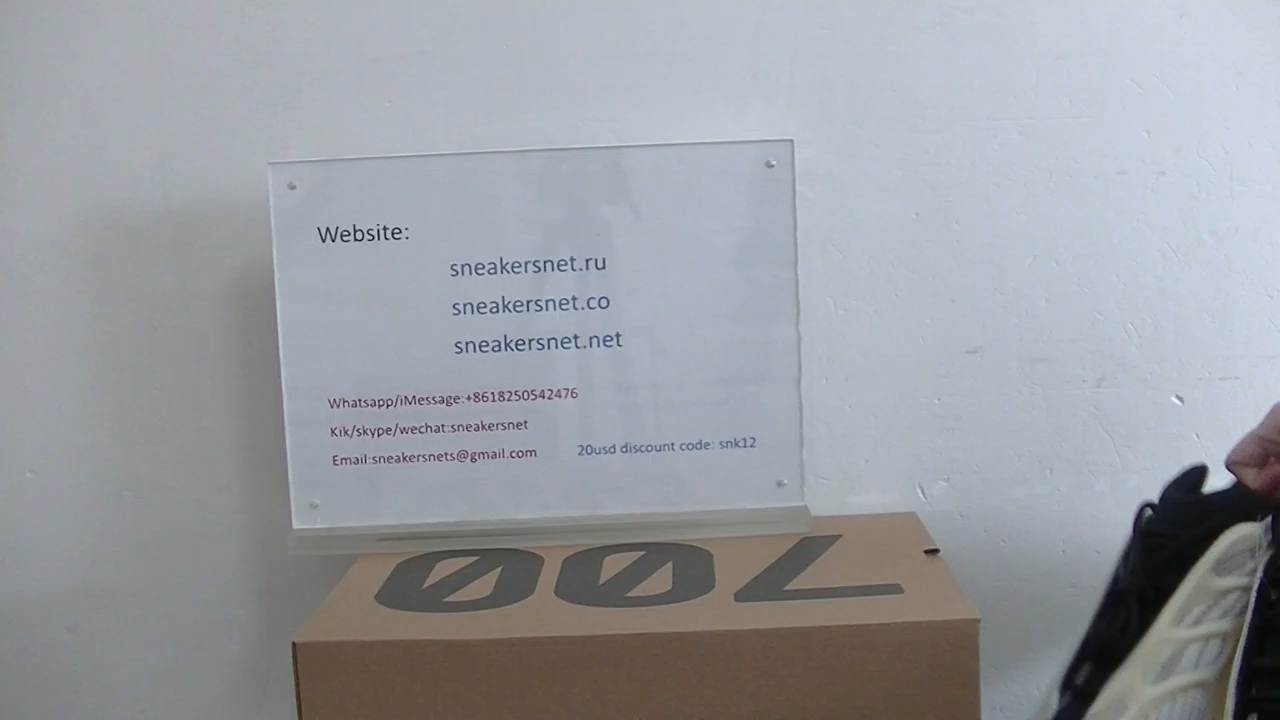 Website:
sneakersnet.ru
sneakersnet.co
sneakersnet.net
Whatsapp/iMessage:+8618250542476
Kik/skype/wechat:sneakersnet
Email:sneakersnets@gmail.com 20usd discount code: snk12
700